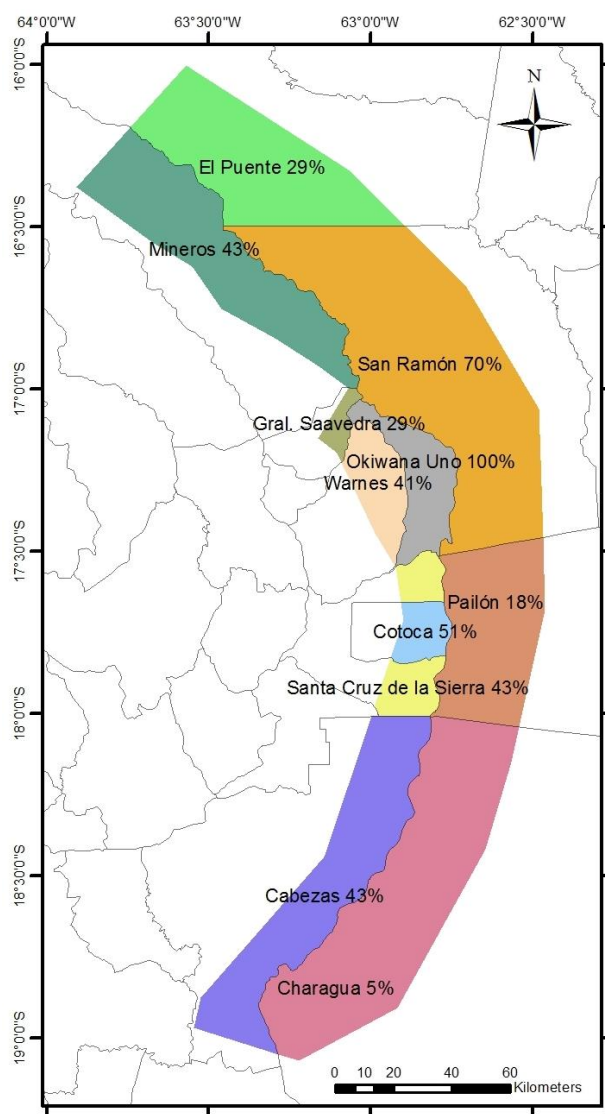 64°0'0"W 63°30'0"W 63°0'0"W 62°30'0"W
16°0'0"S
N
El Puente 29%
16°30'0"S
Mineros 43%
San Ramón 70%
17°0'0"S
Gral. Saavedra 29%
Okiwana Uno 100%
Warnes 41%
17°30'0"S
Pailón 18%
Cotoca 51%
Santa Cruz de la Sierra 43%
18°0'0"S
18°30'0"S
Cabezas 43%
Charagua 5%
19°0'0"S
0 10 20 40 60
Kilometers